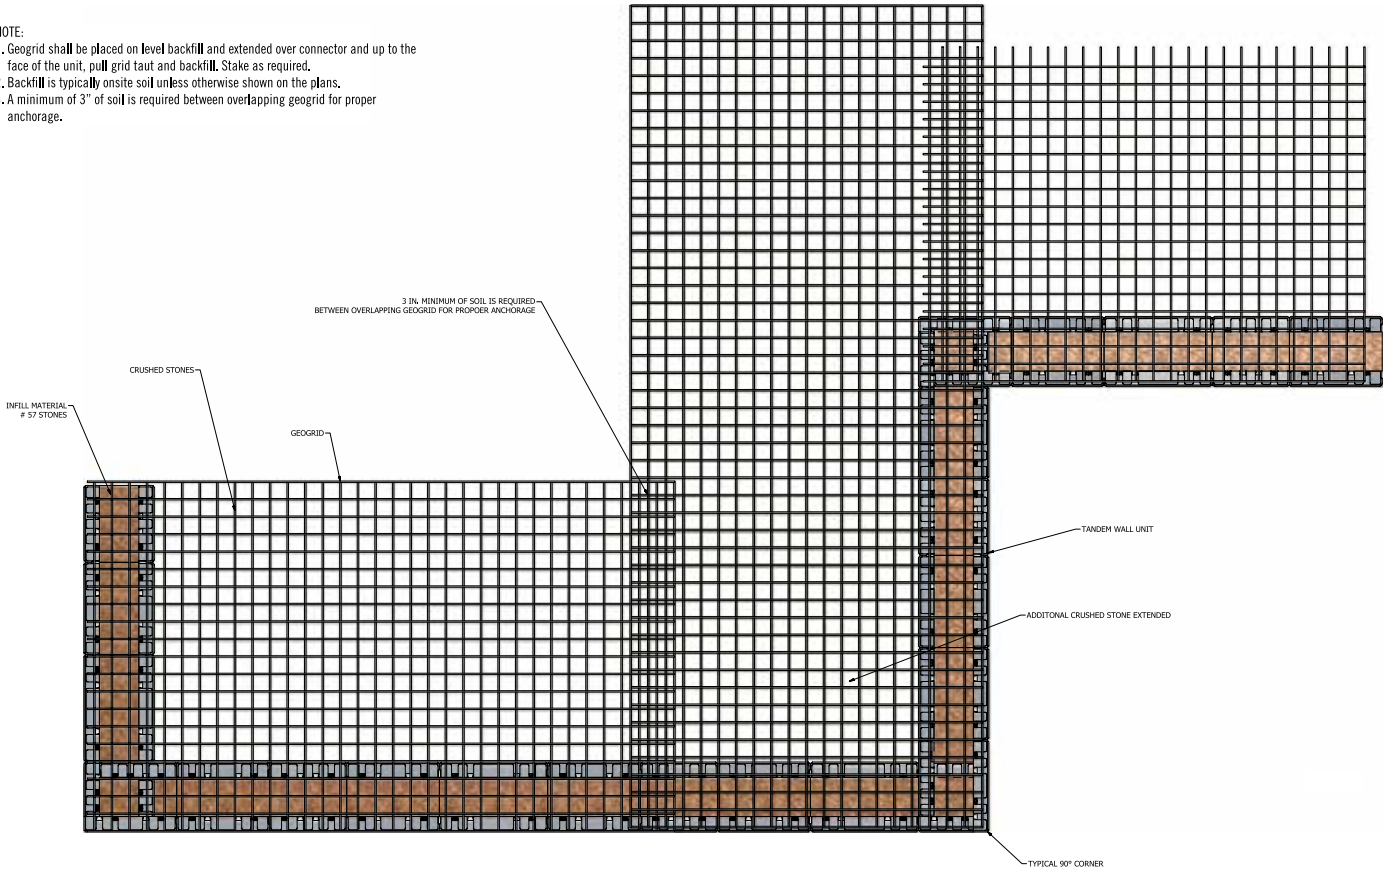 NOTE:
. Geogrid shall be placed on level backfill and extended over connector and up to the
face of the unit, pull grid taut and backfill. Stake as required.
. Backfill is typically onsite soil unless otherwise shown on the plans.
. A minimum of 3” of soil is required between overlapping geogrid for proper
anchorage.
3 IN. MINIMUM OF SOIL IS REQUIRED
BETWEEN OVERLAPPING GEOGRID FOR PROPOER ANCHORAGE
CRUSHED STONES
INFILL MATERIAL
# 57 STONES
GEOGRID
TANDEM WALL UNIT
ADDITONAL CRUSHED STONE EXTENDED
TYPICAL 90° CORNER